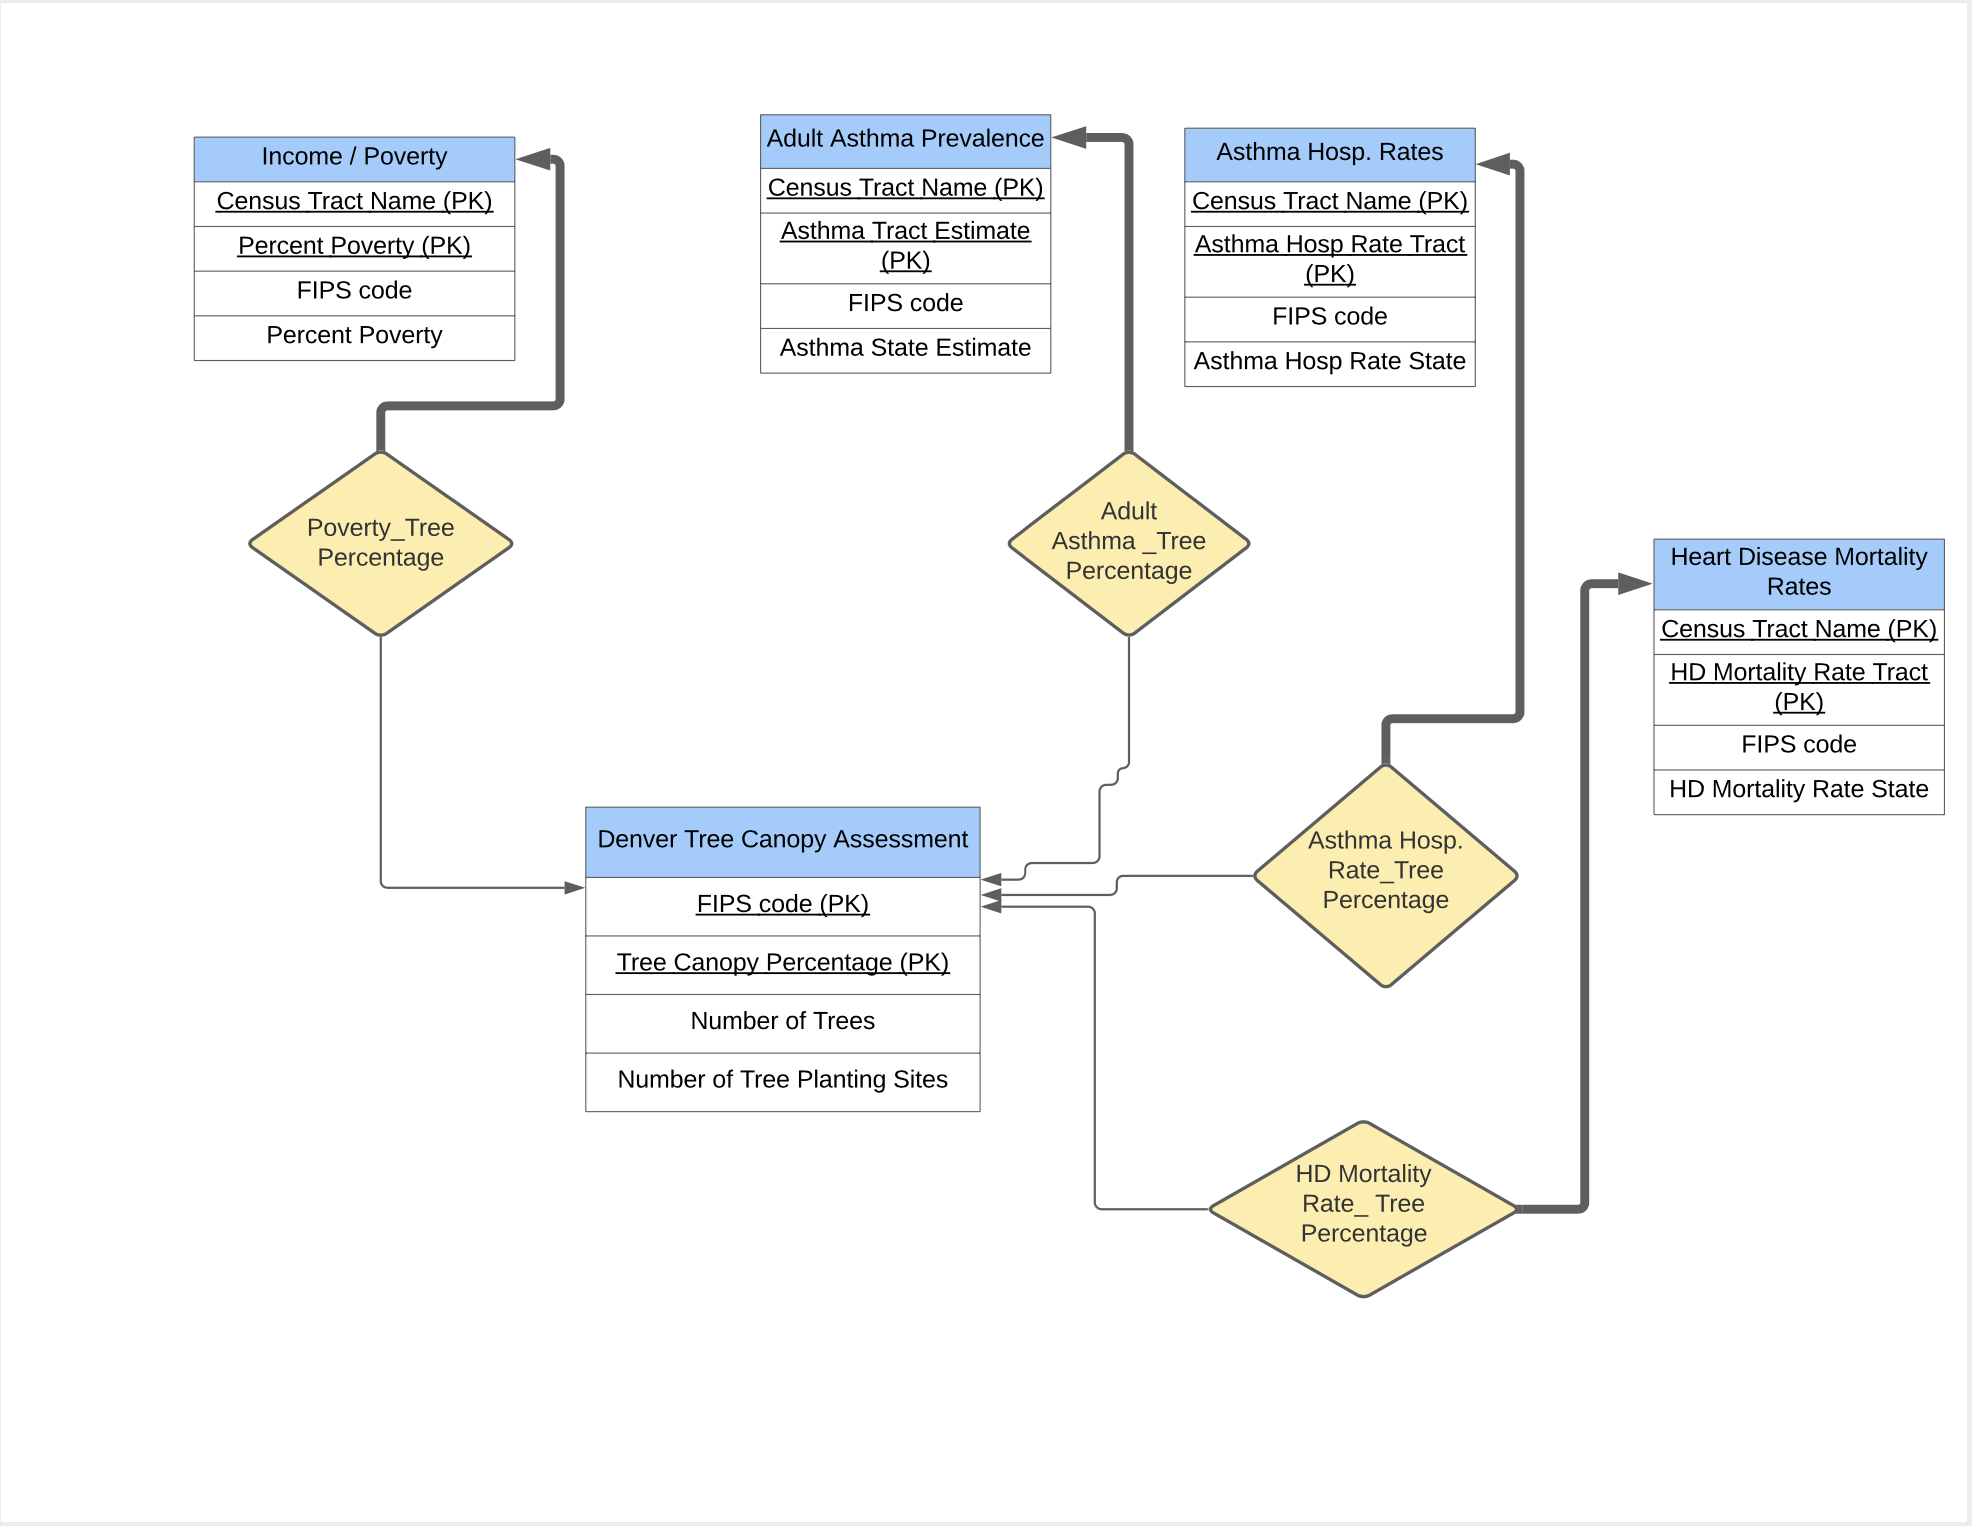 Income / Poverty
Census Tract Name (PK)
Percent Poverty (PK)
FIPS code
Percent Poverty
Adult Asthma Prevalence
Census Tract Name (PK)
Asthma Tract Estimate
(PK)
FIPS code
Asthma State Estimate
Asthma Hosp. Rates
Census Tract Name (PK)
Asthma Hosp Rate Tract
(PK)
FIPS code
Asthma Hosp Rate State
Poverty_Tree
Percentage
Adult
Asthma _Tree
Percentage
Heart Disease Mortality
Rates
Census Tract Name (PK)
HD Mortality Rate Tract
(PK)
FIPS code
HD Mortality Rate State
Denver Tree Canopy Assessment
FIPS code (PK)
Tree Canopy Percentage (PK)
Number of Trees
Number of Tree Planting Sites
Asthma Hosp.
Rate_Tree
Percentage
HD Mortality
Rate_ Tree
Percentage